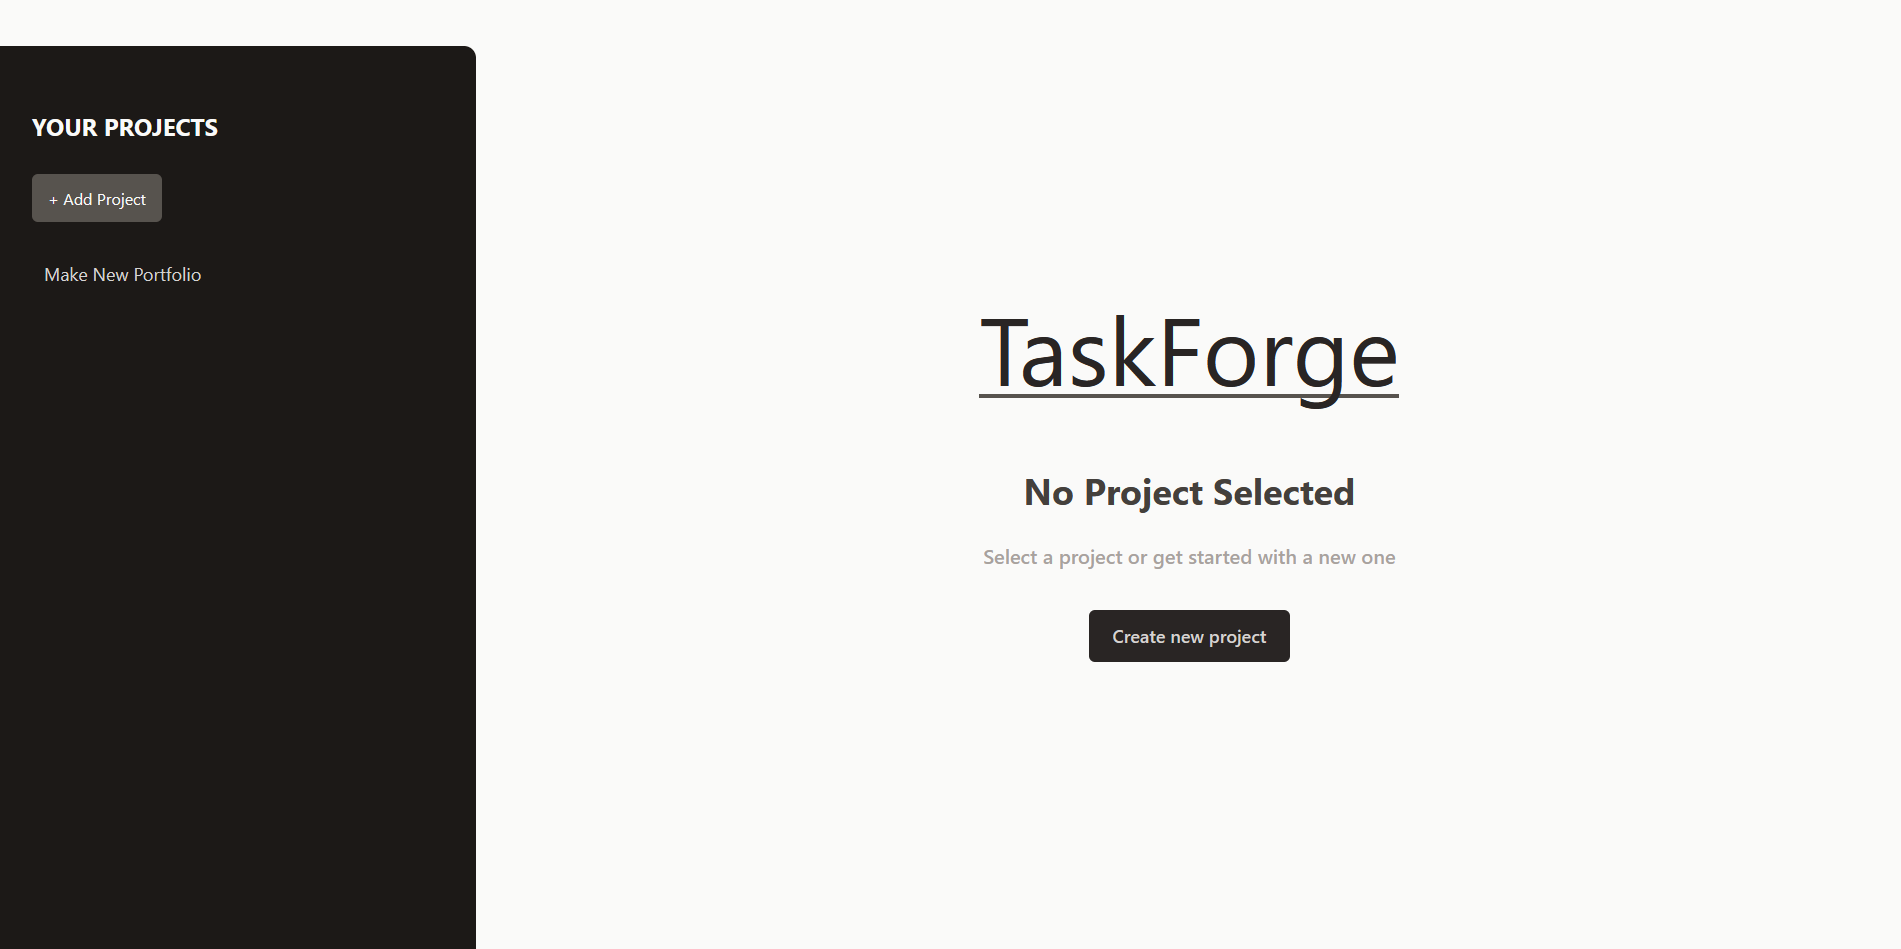 YOUR PROJECTS
+ Add Project
Make New Portfolio
TaskForge
No Project Selected
Select a project or get started with a new one
Create new project